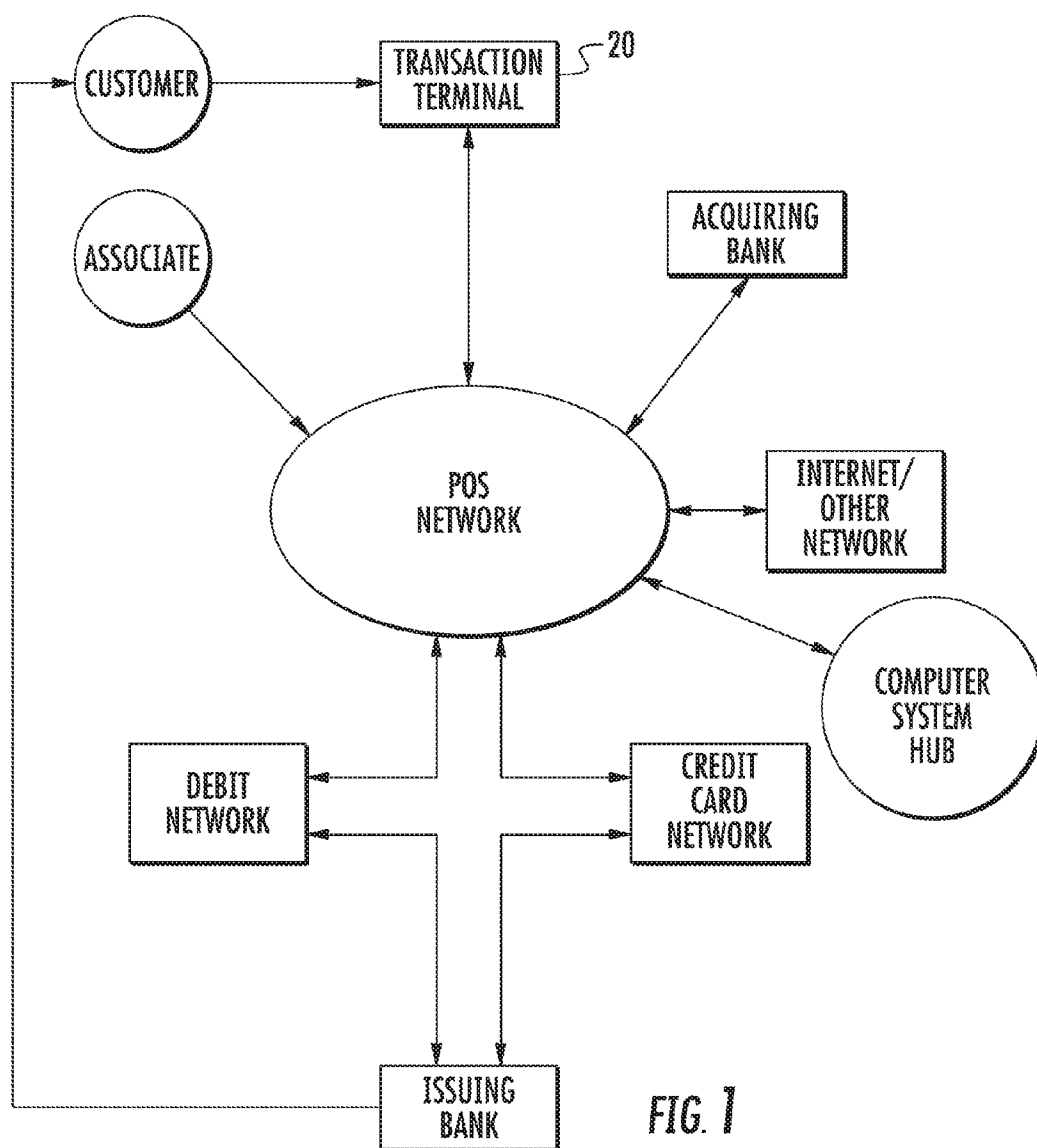 CUSTOMER
TRANSACTION
TERMINAL
20
ASSOCIATE
ACQUIRING
BANK
POS
NETWORK
INTERNET/
OTHER
NETWORK
COMPUTER
SYSTEM
HUB
DEBIT
NETWORK
CREDIT
CARD
NETWORK
ISSUING
BANK
FIG. 1